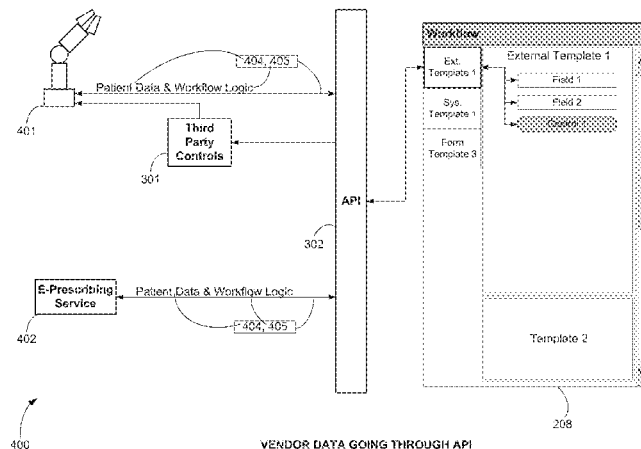 Workflow
External Template 1
404, 405
Ext.
Template 1
Field 1
Patient Data & Workflow Logic
Field 2
401
Sys.
Template 1
Control 1
Third
Party
Controls
Form
Template 3
301
API
302
E-Prescribing
Service
Patient Data & Workflow Logic
404, 405
402
Template 2
208
400
VENDOR DATA GOING THROUGH API